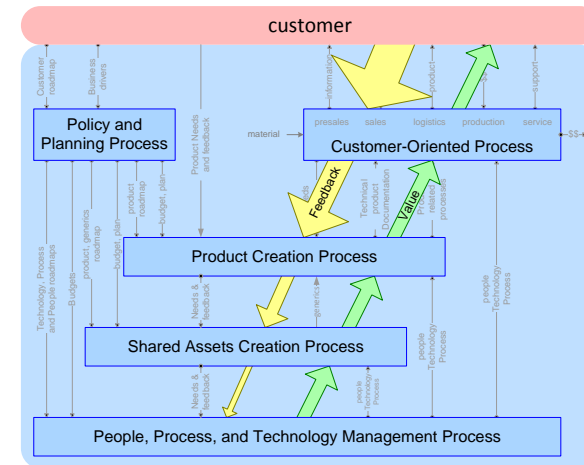 customer
Customer
roadmap
Business
drivers
Product Needs
and feedback
information
product
$$
support
Policy and
Planning Process
presales
sales
logistics
production
service
material
Customer-Oriented Process
$$
Feedback
Value
product
roadmap
budget, plan
product, generics
roadmap
budget, plan
Technical
product
Documentation
related
processes
Product Creation Process
Technology, Process
and People roadmaps
Budgets
Needs &
feedback
generics
people
Technology
Process
people
Technology
Process
Shared Assets Creation Process
Needs &
feedback
people
Technology
Process
People, Process, and Technology Management Process